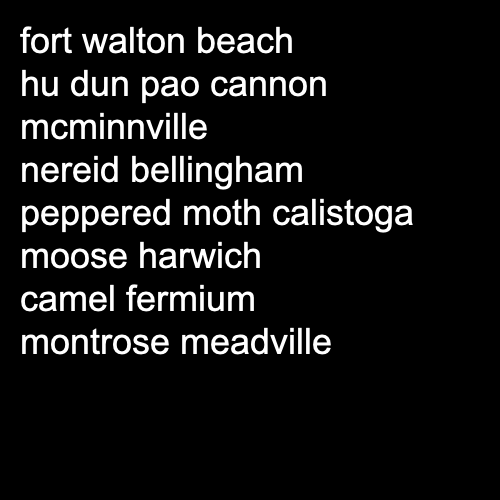 fort walton beach
hu dun pao cannon
mcminnville
nereid bellingham
peppered moth calistoga
moose harwich
camel fermium
montrose meadville